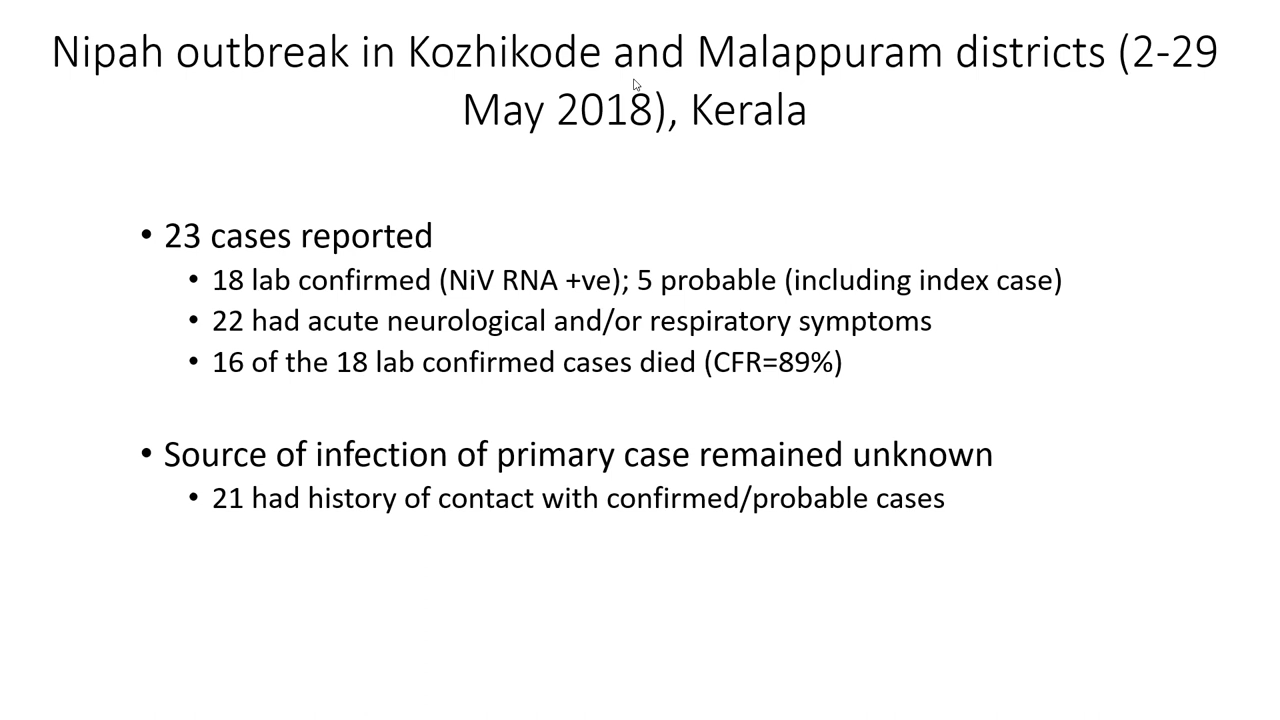 Nipah outbreak in Kozhikode and Malappuram districts (2-29
May 2018), Kerala
• 23 cases reported
• 18 lab confirmed (NiV RNA +ve); 5 probable (including index case)
• 22 had acute neurological and/or respiratory symptoms
• 16 of the 18 lab confirmed cases died (CFR=89%)
• Source of infection of primary case remained unknown
• 21 had history of contact with confirmed/probable cases